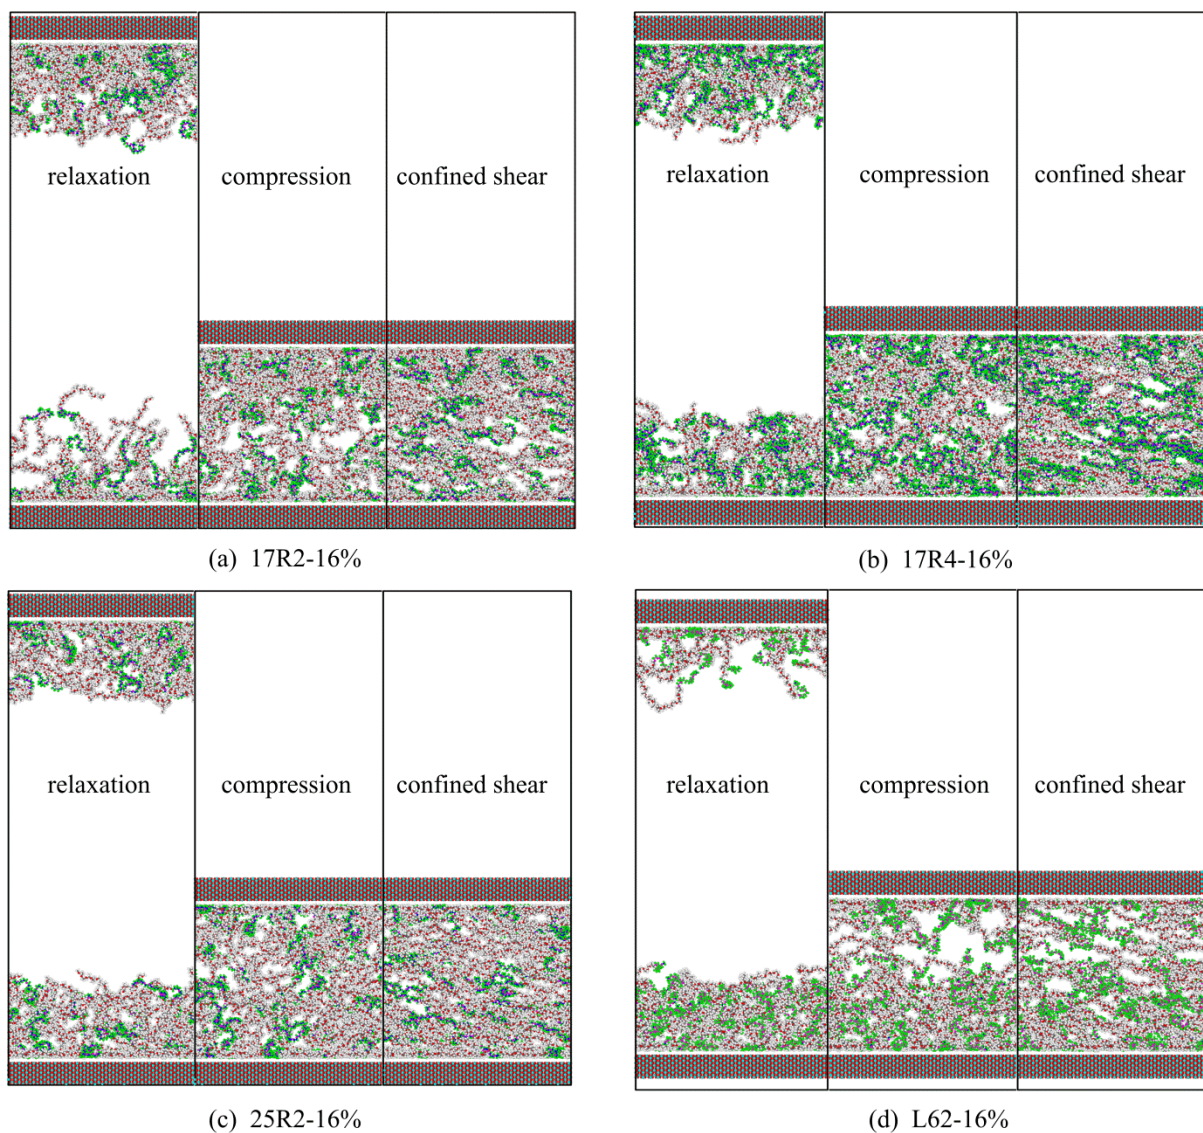 relaxation compression confined shear
relaxation compression confined shear
(a) 17R2-16%
(b) 17R4-16%
relaxation compression confined shear
relaxation compression confined shear
(c) 25R2-16%
(d) L62-16%